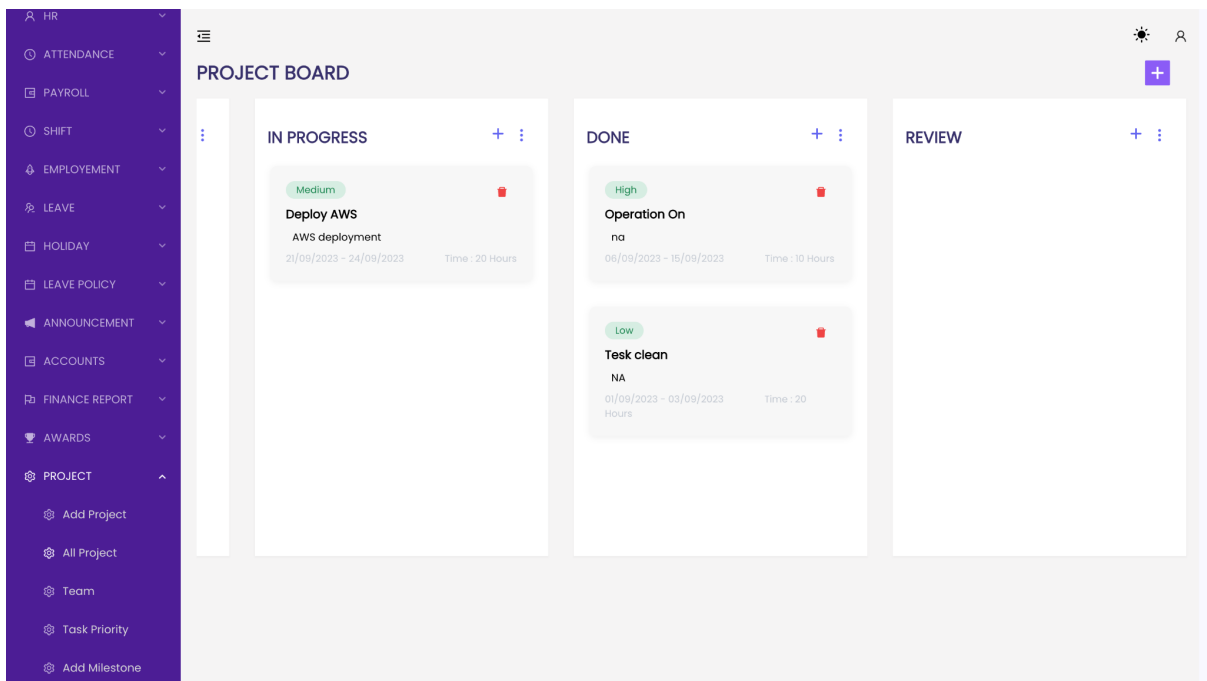 HR
ATTENDANCE
PAYROLL
SHIFT
EMPLOYEMENT
LEAVE
HOLIDAY
LEAVE POLICY
ANNOUNCEMENT
ACCOUNTS
FINANCE REPORT
AWARDS
PROJECT
Add Project
All Project
Team
Task Priority
Add Milestone
PROJECT BOARD
IN PROGRESS
Medium
Deploy AWS
AWS deployment
21/09/2023 - 24/09/2023 Time : 20 Hours
DONE
High
Operation On
na
06/09/2023 - 15/09/2023 Time : 10 Hours
Low
Tesk clean
NA
01/09/2023 - 03/09/2023 Time : 20
Hours
REVIEW